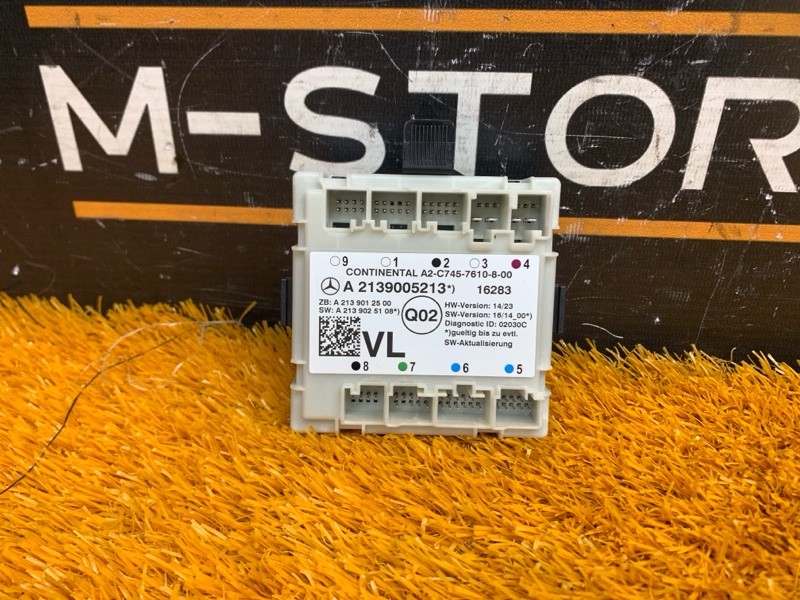 M-STOR
9 1 2 3 4
CONTINENTAL A2-C745-7610-8-00
A 2139005213*) 16283
ZB: A 213 901 25 00
SW: A 213 902 51 08*)
Q02
HW-Version: 14/23
SW-Version: 16/14_00*)
Diagnostic ID: 02030C
*)gueltig bis zu evtl.
SW-Aktualisierung
VL
8 7 6 5